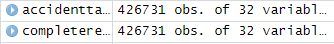 accidentta… 426731 obs. of 32 variabl…
completere… 426731 obs. of 32 variabl…